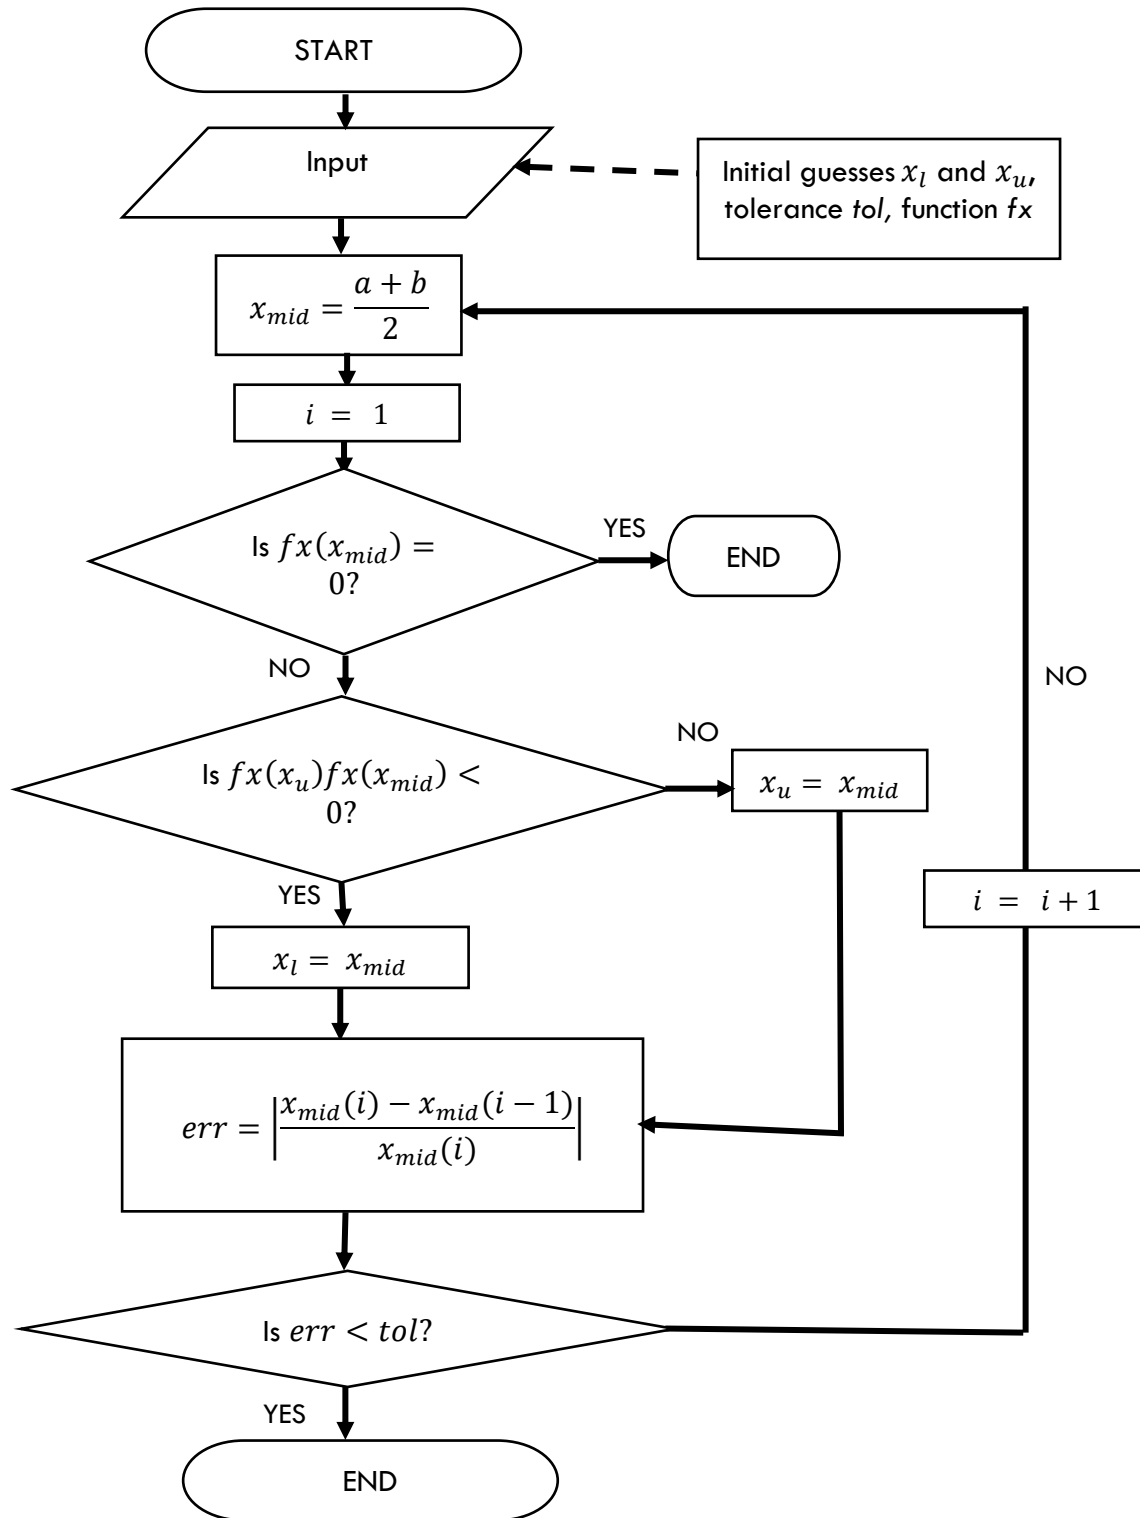 START
Input
Initial guesses x_l and x_u,
tolerance tol, function fx
x_mid = (a + b)/2
i = 1
Is fx(x_mid) =
0?
YES
END
NO
Is fx(x_u)fx(x_mid) <
0?
NO
x_u = x_mid
YES
x_l = x_mid
NO
i = i + 1
err = |(x_mid(i) − x_mid(i − 1))/x_mid(i)|
Is err < tol?
YES
END